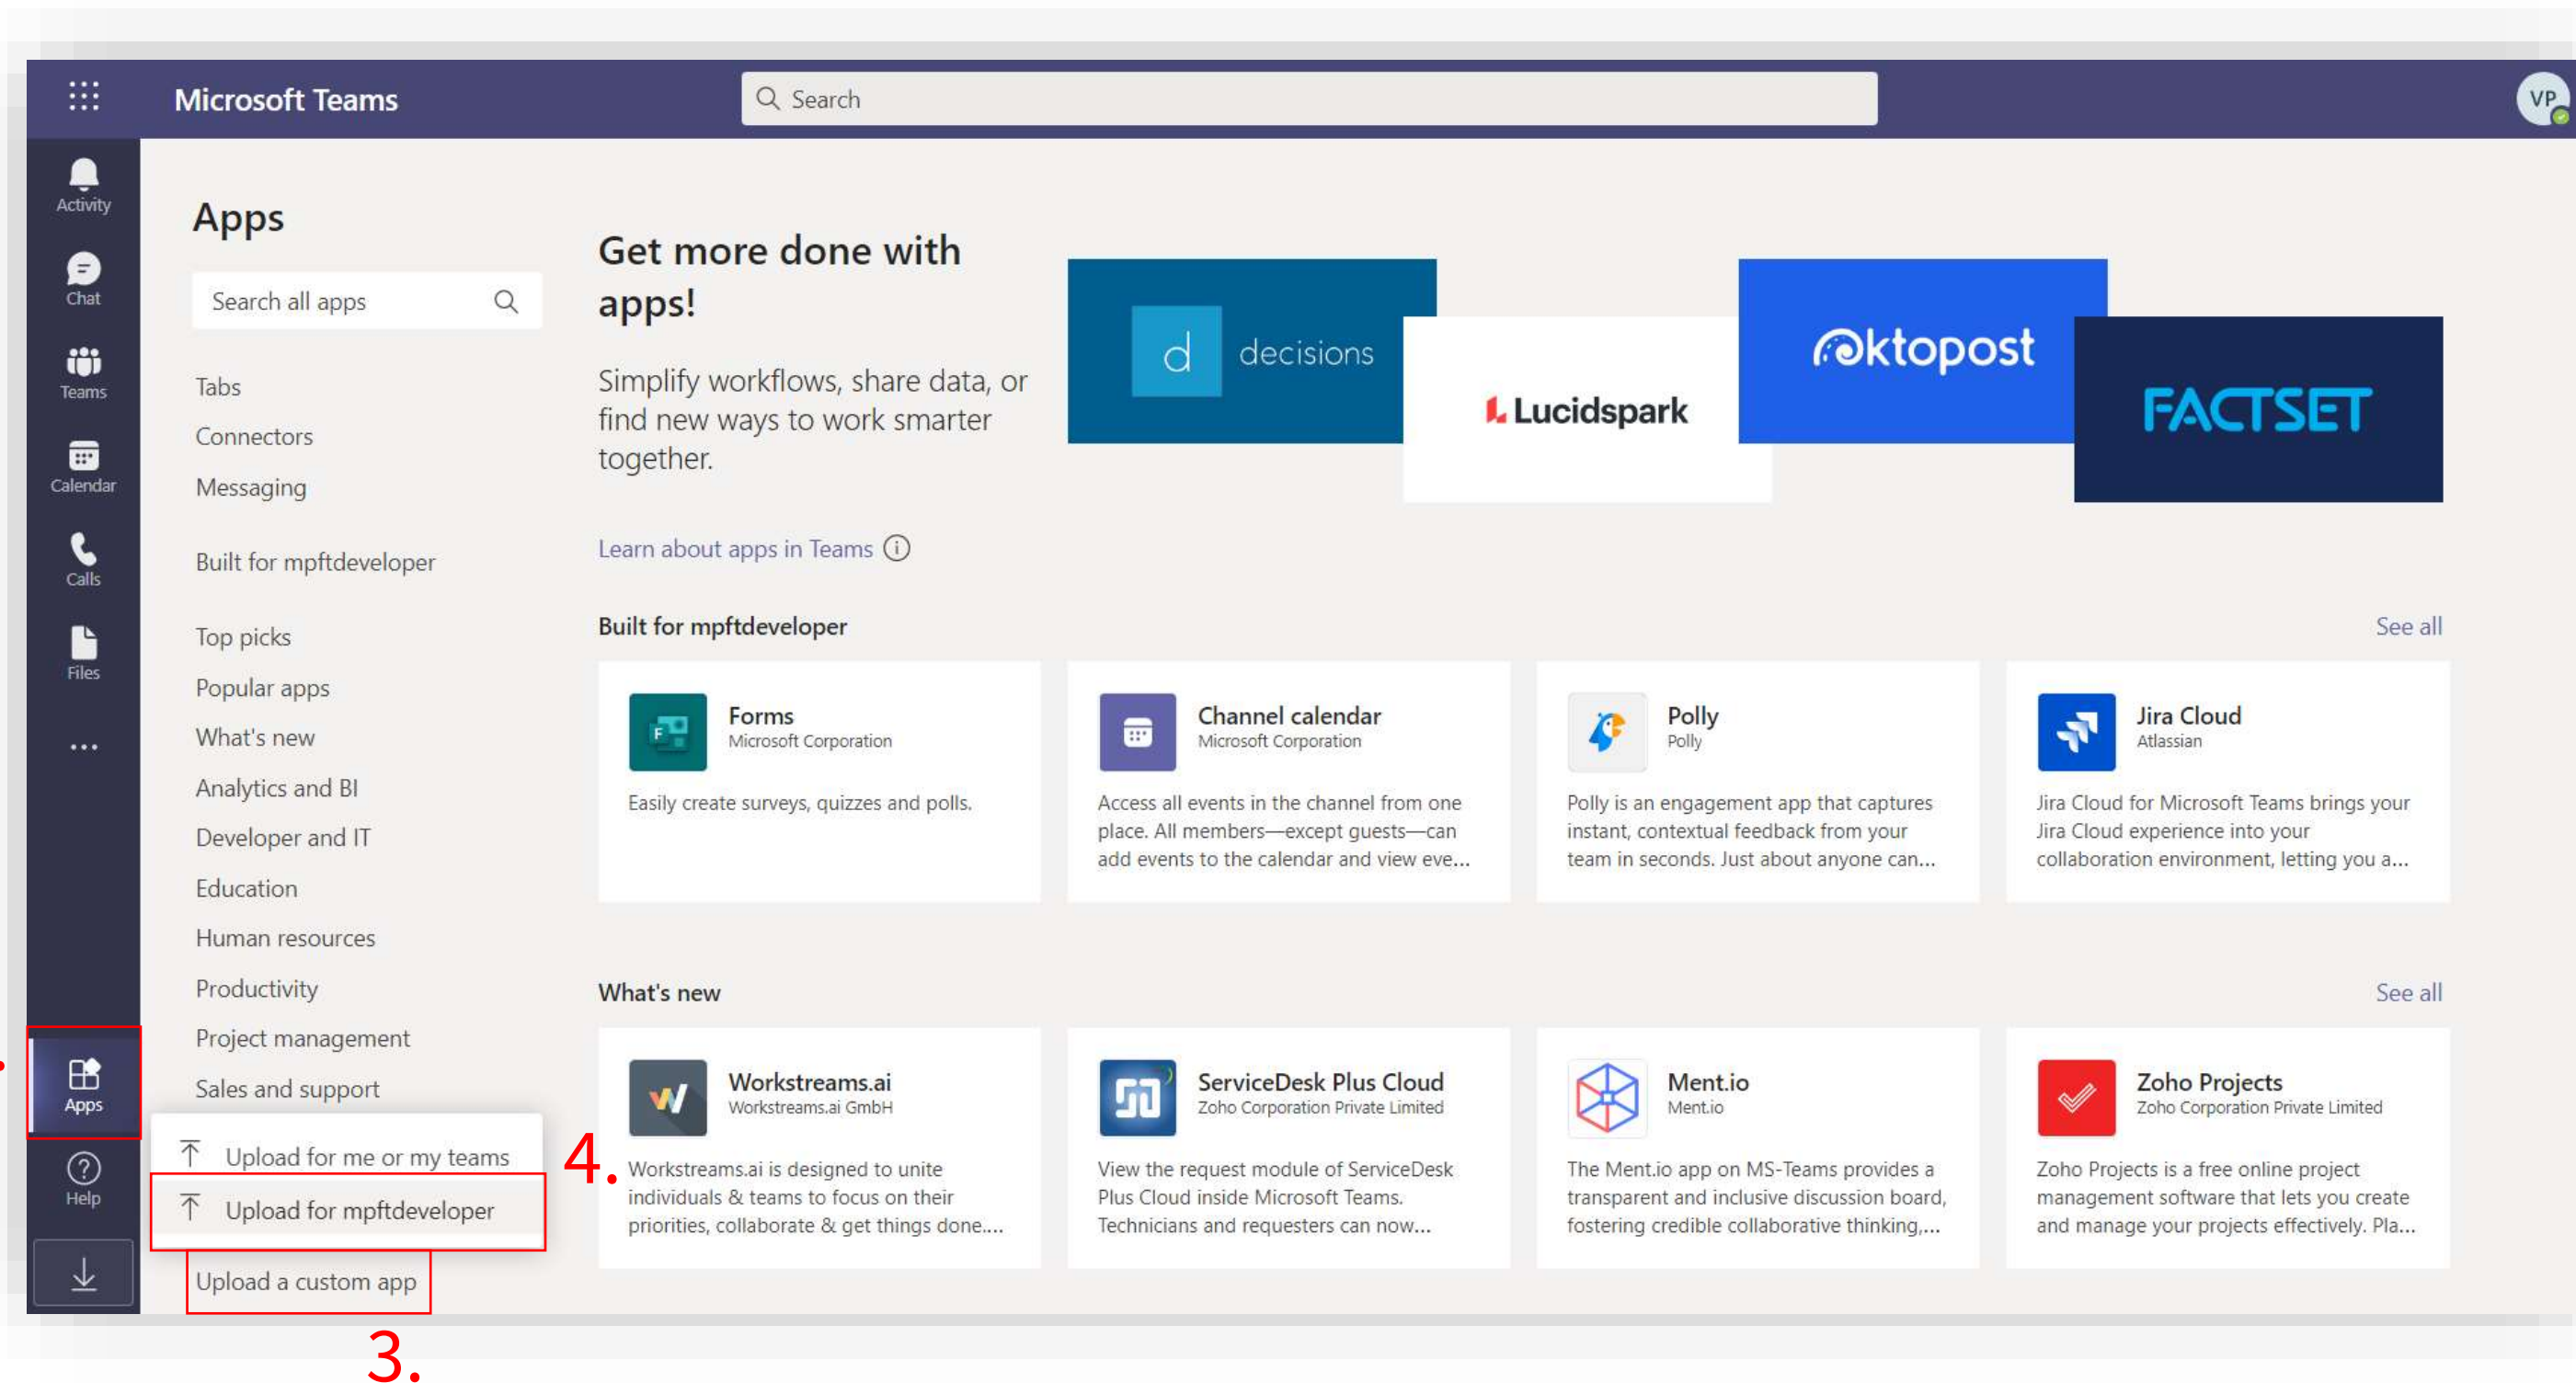 Microsoft Teams
Search
VP
Activity
Chat
Teams
Calendar
Calls
Files
Apps
Help
Apps
Search all apps
Tabs
Connectors
Messaging
Built for mpftdeveloper
Top picks
Popular apps
What's new
Analytics and BI
Developer and IT
Education
Human resources
Productivity
Project management
Sales and support
Upload for me or my teams
Upload for mpftdeveloper
4.
Upload a custom app
3.
Get more done with
apps!
Simplify workflows, share data, or
find new ways to work smarter
together.
Learn about apps in Teams
d decisions
Lucidspark
Oktopost
FACTSET
Built for mpftdeveloper
See all
Forms
Microsoft Corporation
Easily create surveys, quizzes and polls.
Channel calendar
Microsoft Corporation
Access all events in the channel from one
place. All members—except guests—can
add events to the calendar and view eve...
Polly
Polly
Polly is an engagement app that captures
instant, contextual feedback from your
team in seconds. Just about anyone can...
Jira Cloud
Atlassian
Jira Cloud for Microsoft Teams brings your
Jira Cloud experience into your
collaboration environment, letting you a...
What's new
See all
Workstreams.ai
Workstreams.ai GmbH
Workstreams.ai is designed to unite
individuals & teams to focus on their
priorities, collaborate & get things done....
ServiceDesk Plus Cloud
Zoho Corporation Private Limited
View the request module of ServiceDesk
Plus Cloud inside Microsoft Teams.
Technicians and requesters can now...
Ment.io
Ment.io
The Ment.io app on MS-Teams provides a
transparent and inclusive discussion board,
fostering credible collaborative thinking,...
Zoho Projects
Zoho Corporation Private Limited
Zoho Projects is a free online project
management software that lets you create
and manage your projects effectively. Pla...